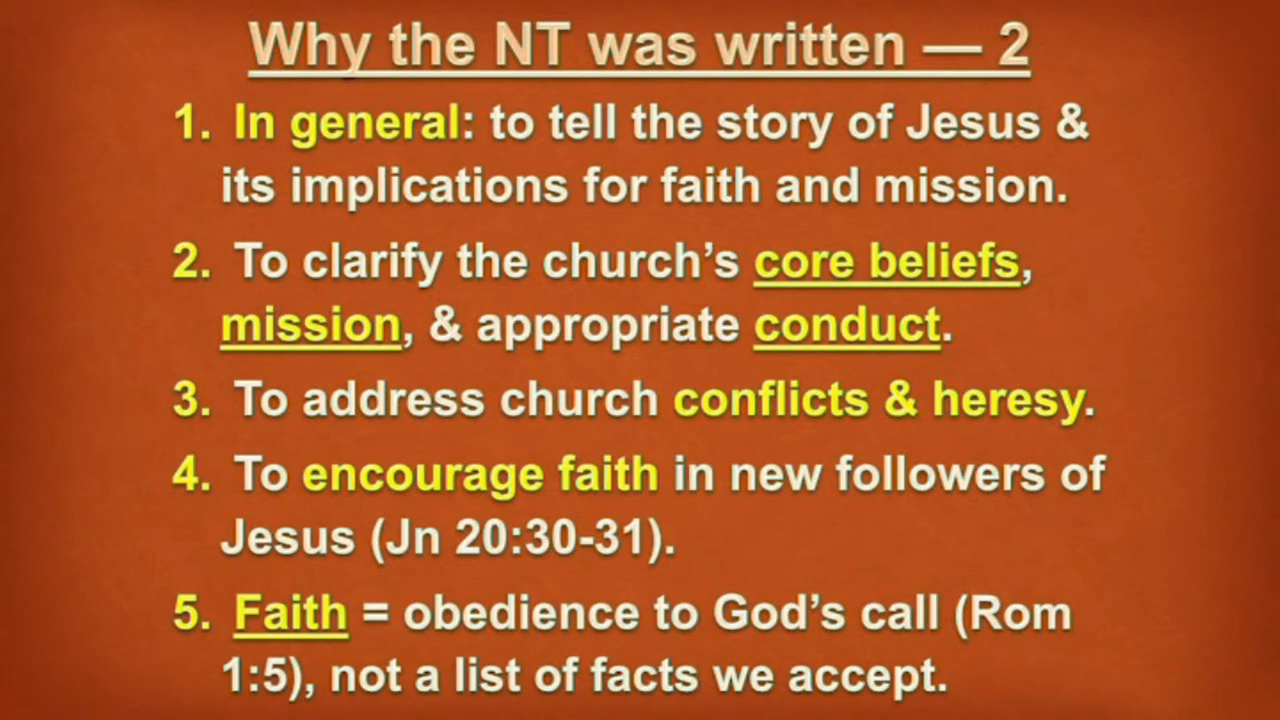 Why the NT was written — 2
1. In general: to tell the story of Jesus &
its implications for faith and mission.
2. To clarify the church’s core beliefs,
mission, & appropriate conduct.
3. To address church conflicts & heresy.
4. To encourage faith in new followers of
Jesus (Jn 20:30-31).
5. Faith = obedience to God’s call (Rom
1:5), not a list of facts we accept.